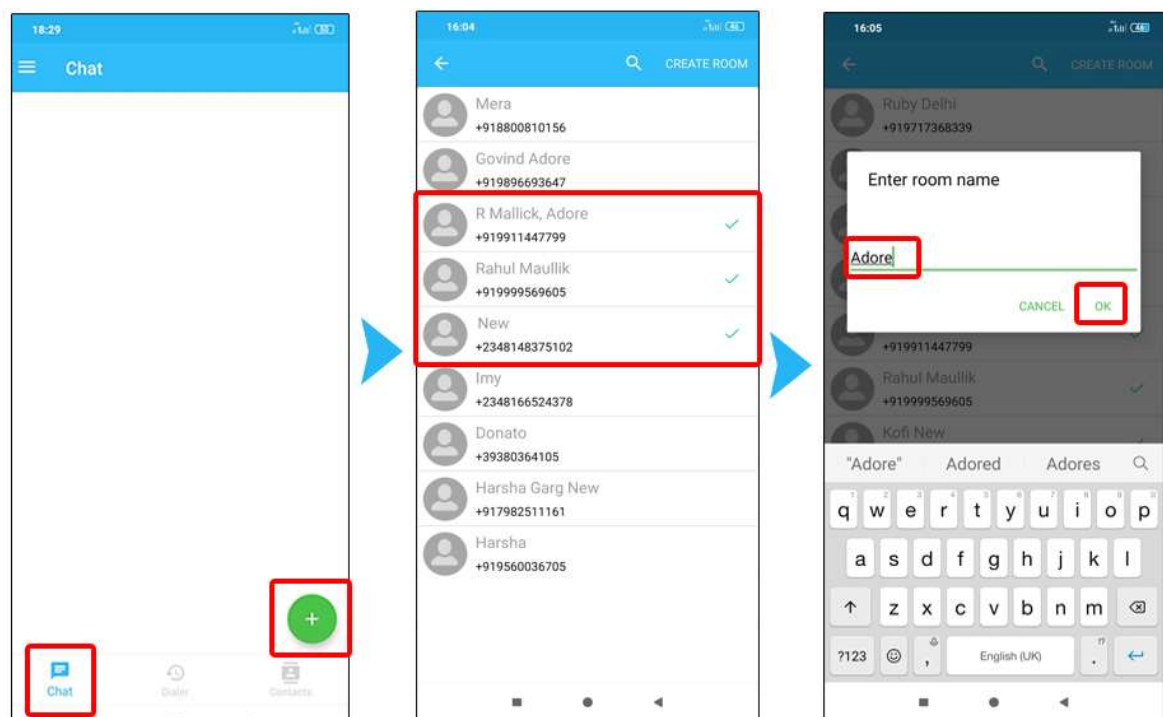 18:29
Chat
Chat
Dialer
Contacts
16:04
CREATE ROOM
Mera
+918800810156
Govind Adore
+919896693647
R Mallick, Adore
+919911447799
Rahul Maullik
+919999569605
New
+2348148375102
Imy
+2348166524378
Donato
+39380364105
Harsha Garg New
+917982511161
Harsha
+919560036705
16:05
CREATE ROOM
Ruby Delhi
+919717368339
Enter room name
Adore
CANCEL OK
+919911447799
Rahul Maullik
+919999569605
Kofi New
"Adore" Adored Adores
q w e r t y u i o p
a s d f g h j k l
z x c v b n m
?123 , English (UK) .